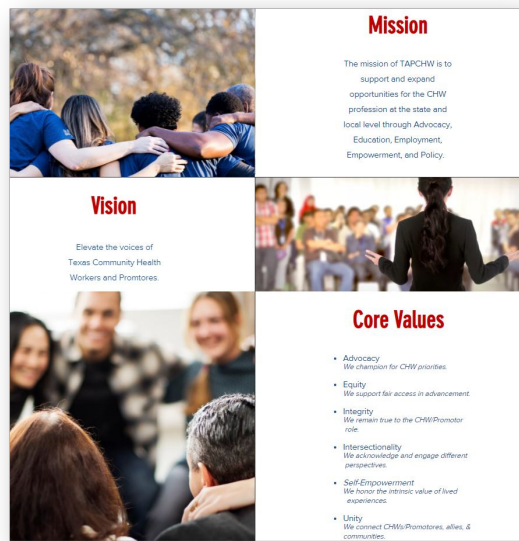 Mission
The mission of TAPCHW is to
support and expand
opportunities for the CHW
profession at the state and
local level through Advocacy,
Education, Employment,
Empowerment, and Policy.
Vision
Elevate the voices of
Texas Community Health
Workers and Promtores.
Core Values
• Advocacy
We champion for CHW priorities.
• Equity
We support fair access in advancement.
• Integrity
We remain true to the CHW/Promotor
role.
• Intersectionality
We acknowledge and engage different
perspectives.
• Self-Empowerment
We honor the intrinsic value of lived
experiences.
• Unity
We connect CHWs/Promotores, allies, &
communities.